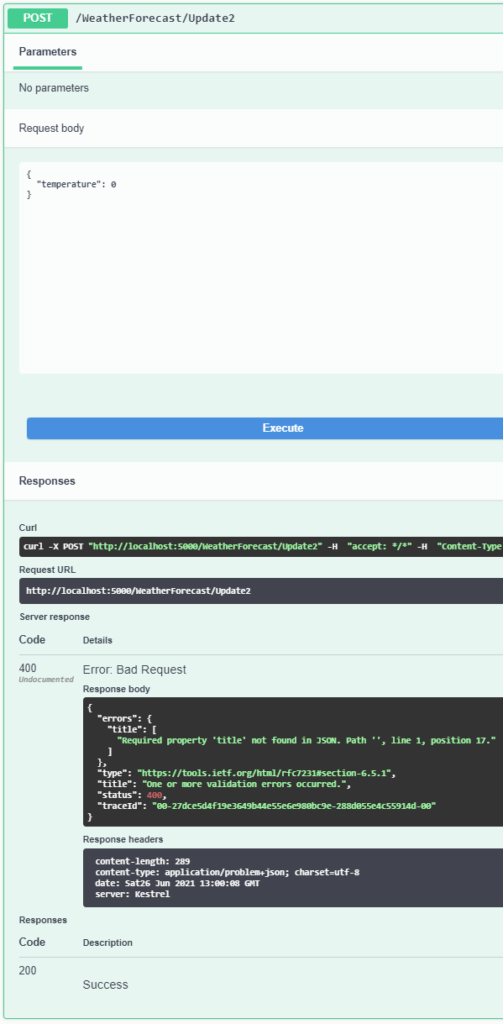 POST /WeatherForecast/Update2
Parameters
No parameters
Request body
{
"temperature": 0
}
Execute
Responses
Curl
curl -X POST "http://localhost:5000/WeatherForecast/Update2" -H "accept: */*" -H "Content-Type
Request URL
http://localhost:5000/WeatherForecast/Update2
Server response
Code Details
400 Error: Bad Request
Undocumented
Response body
{
"errors": {
"title": [
"Required property 'title' not found in JSON. Path '', line 1, position 17."
]
},
"type": "https://tools.ietf.org/html/rfc7231#section-6.5.1",
"title": "One or more validation errors occurred.",
"status": 400,
"traceId": "00-27dce5d4f19e3649b44e55e6e980bc9e-288d055e4c55914d-00"
}
Response headers
content-length: 289
content-type: application/problem+json; charset=utf-8
date: Sat26 Jun 2021 13:00:08 GMT
server: Kestrel
Responses
Code Description
200
Success